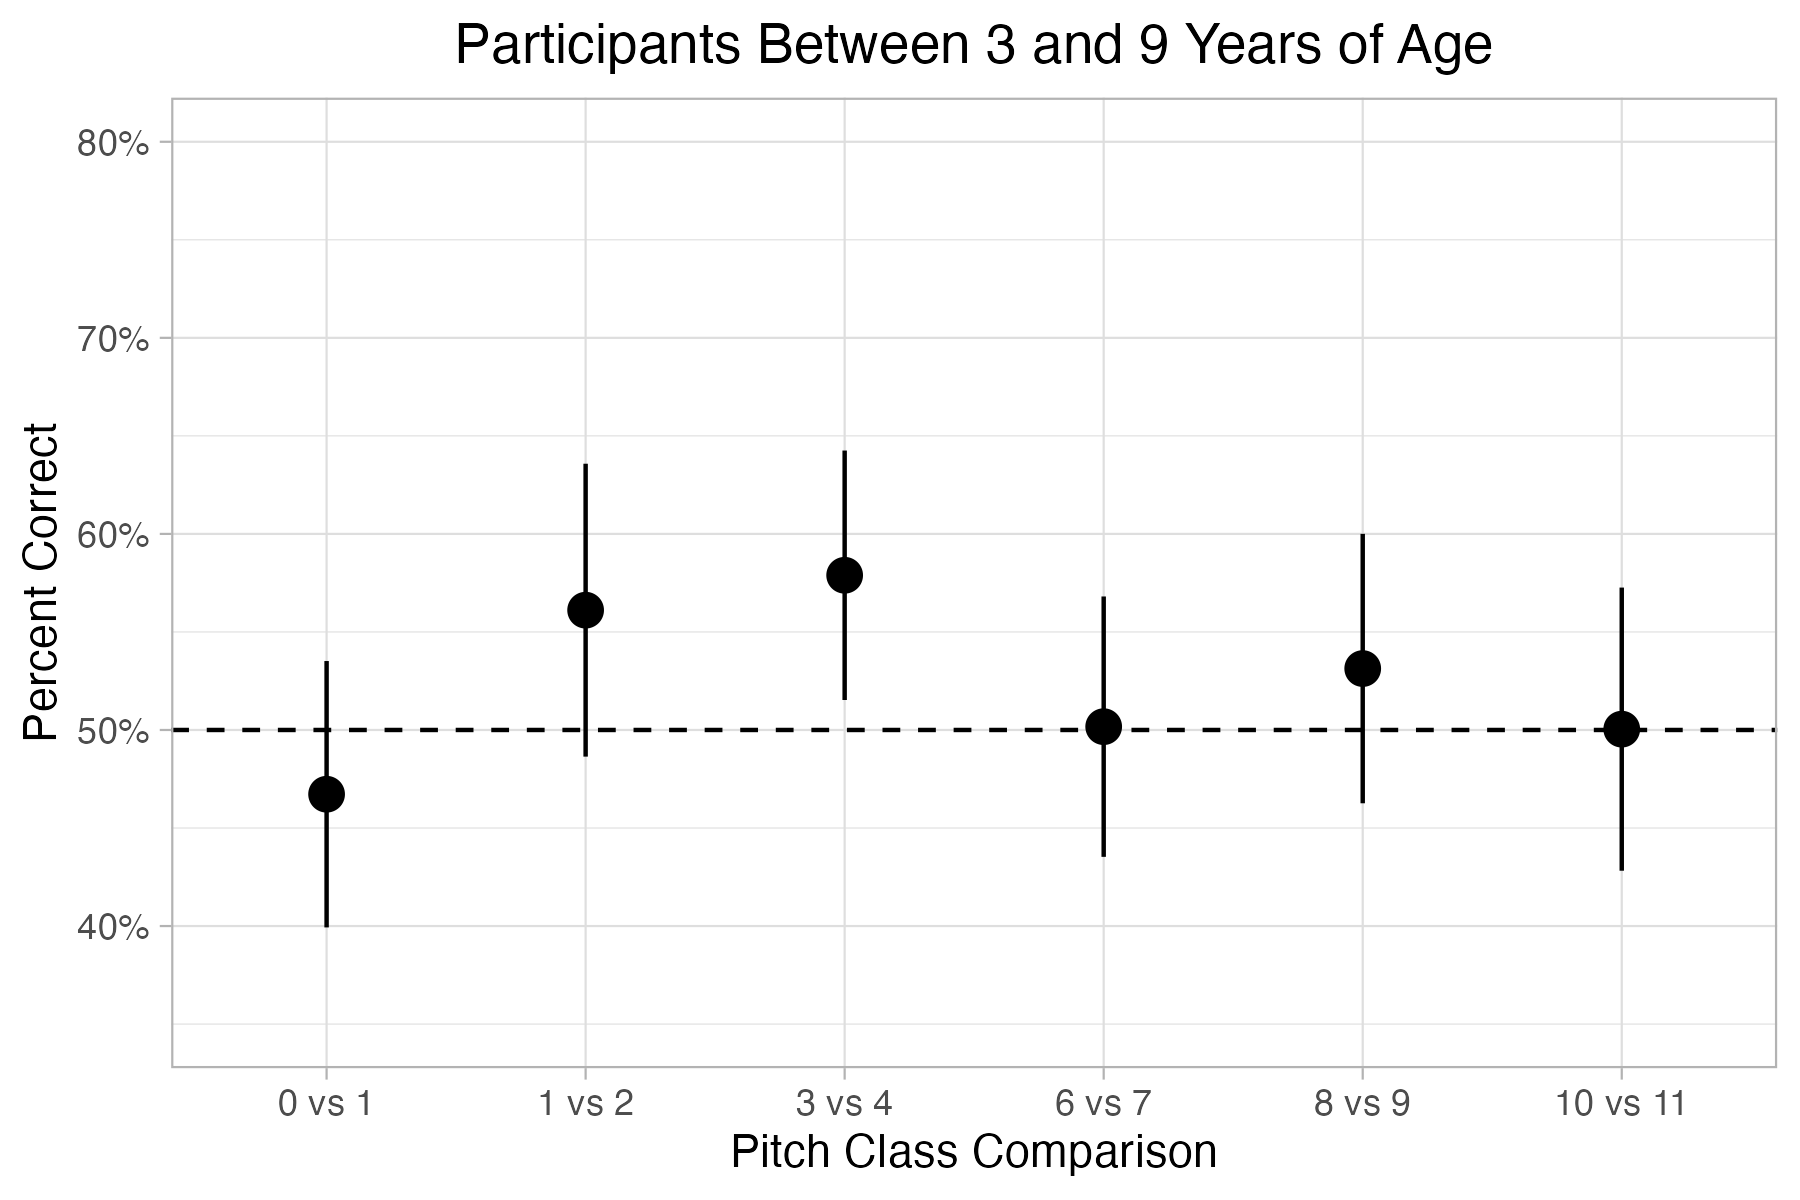 Participants Between 3 and 9 Years of Age
80%
70%
60%
50%
40%
Percent Correct
0 vs 1 1 vs 2 3 vs 4 6 vs 7 8 vs 9 10 vs 11
Pitch Class Comparison